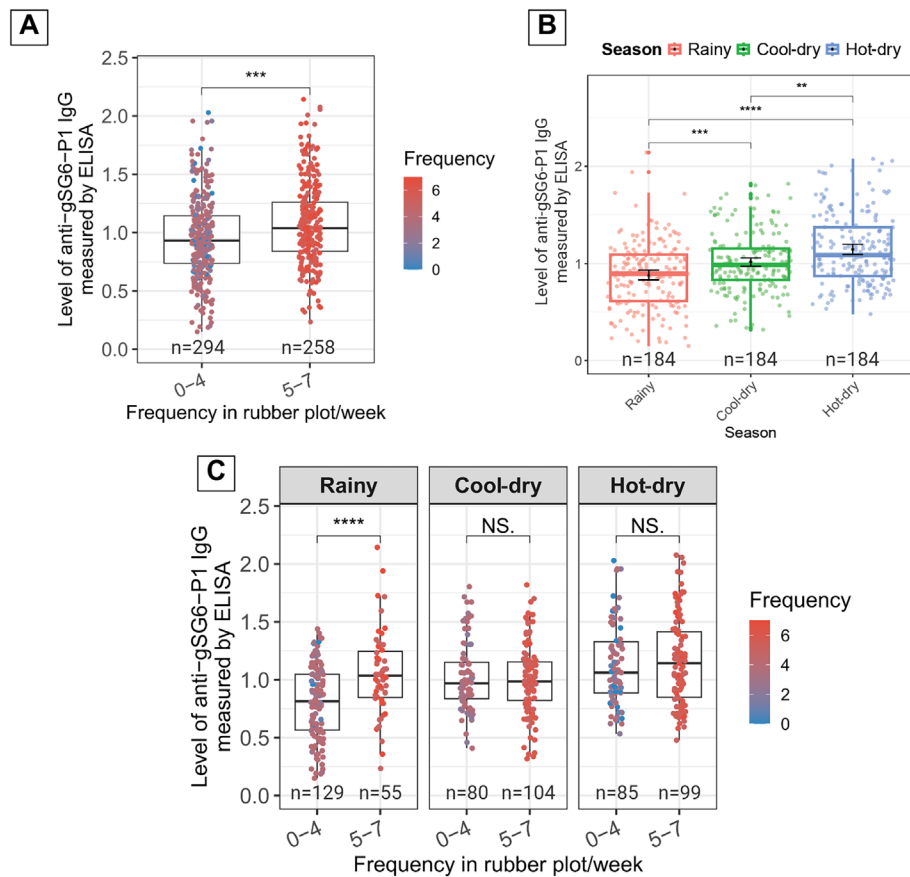 A
Level of anti-gSG6-P1 IgG
measured by ELISA
2.5
2.0
1.5
1.0
0.5
0.0
***
n=294
n=258
0-4
5-7
Frequency in rubber plot/week
Frequency
6
4
2
0
B
Season Rainy Cool-dry Hot-dry
Level of anti-gSG6-P1 IgG
measured by ELISA
2
1
0
**
****
***
n=184
n=184
n=184
Rainy
Cool-dry
Hot-dry
Season
C
Rainy
Cool-dry
Hot-dry
Level of anti-gSG6-P1 IgG
measured by ELISA
2.5
2.0
1.5
1.0
0.5
0.0
****
NS.
NS.
n=129
n=55
n=80
n=104
n=85
n=99
0-4
5-7
0-4
5-7
0-4
5-7
Frequency in rubber plot/week
Frequency
6
4
2
0